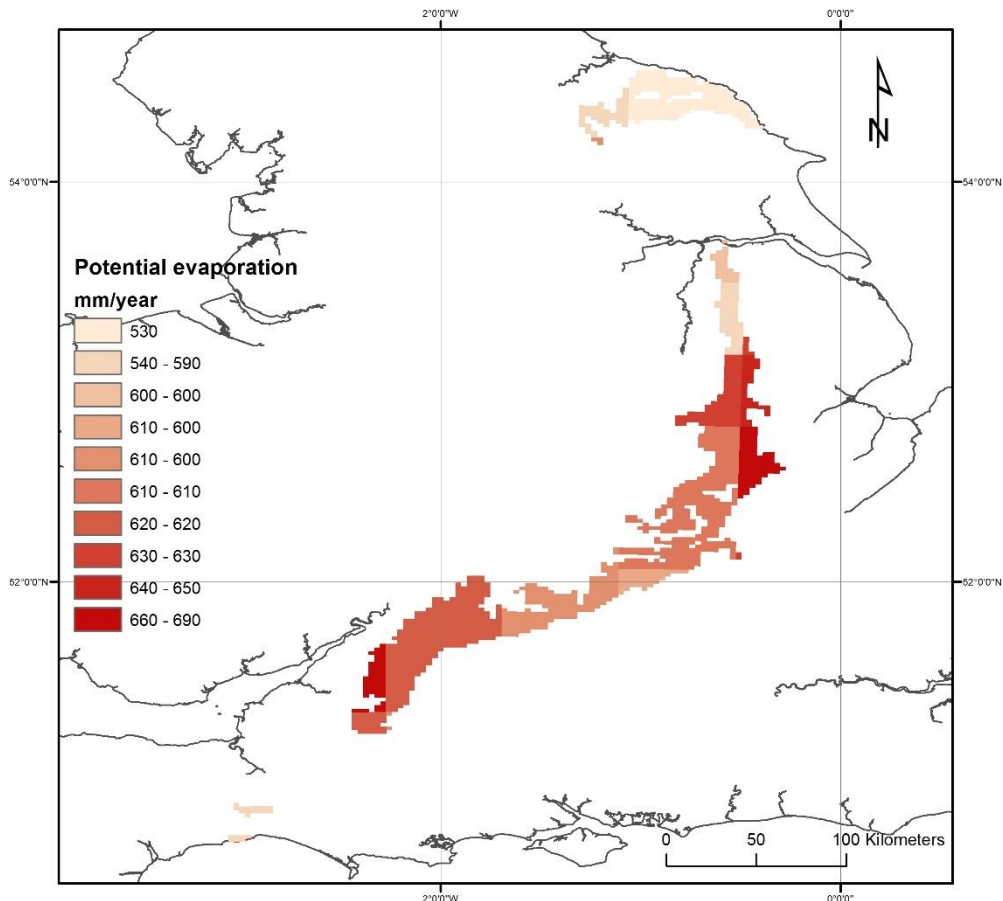 2°0'0"W
0°0'0"
N
54°0'0"N
54°0'0"N
Potential evaporation
mm/year
530
540 - 590
600 - 600
610 - 600
610 - 600
610 - 610
620 - 620
630 - 630
640 - 650
660 - 690
52°0'0"N
52°0'0"N
0
50
100 Kilometers
2°0'0"W
0°0'0"